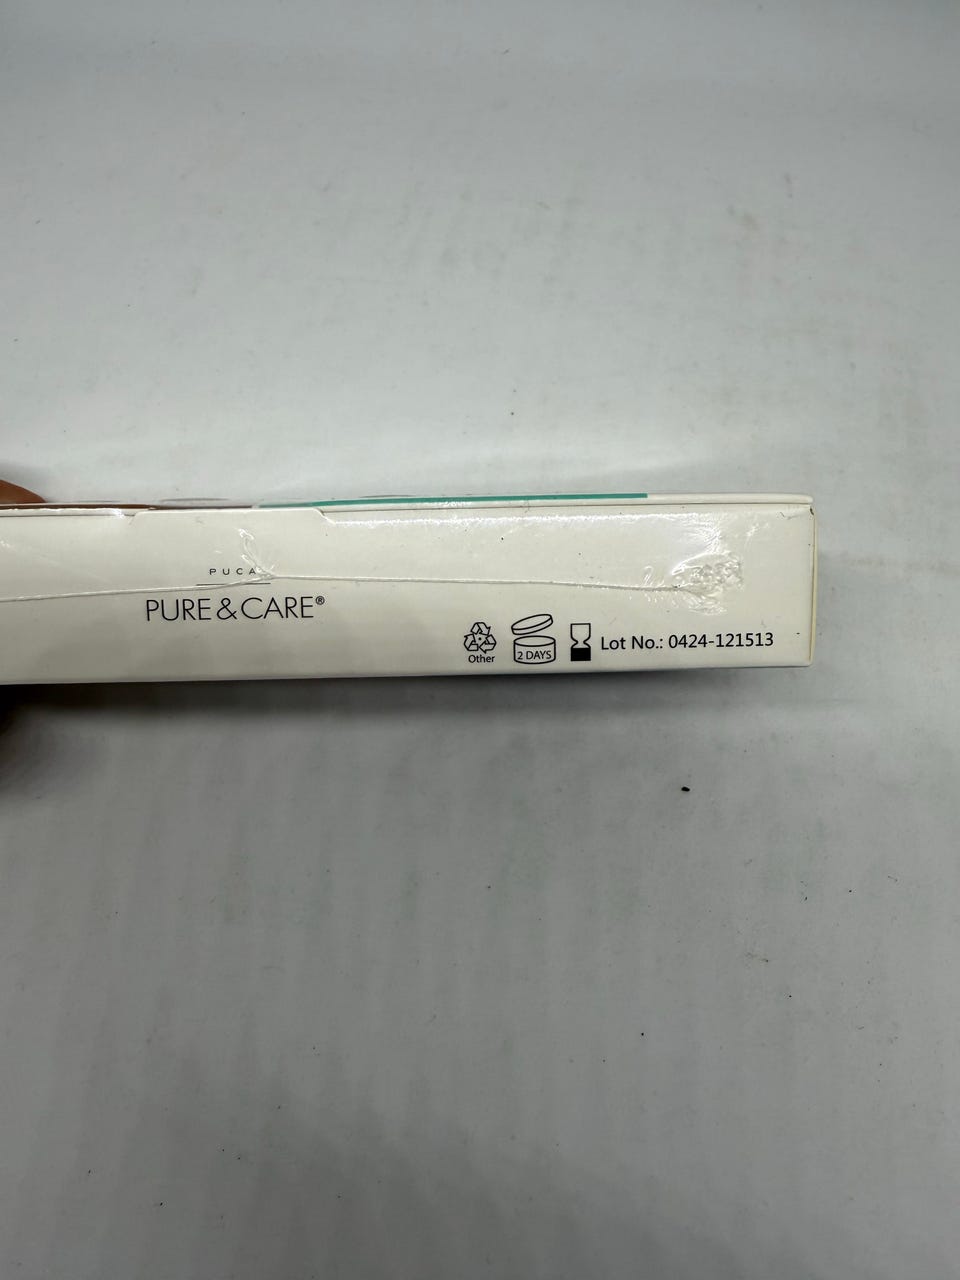 PUCA
PURE & CARE®
Other
2 DAYS
Lot No.: 0424-121513